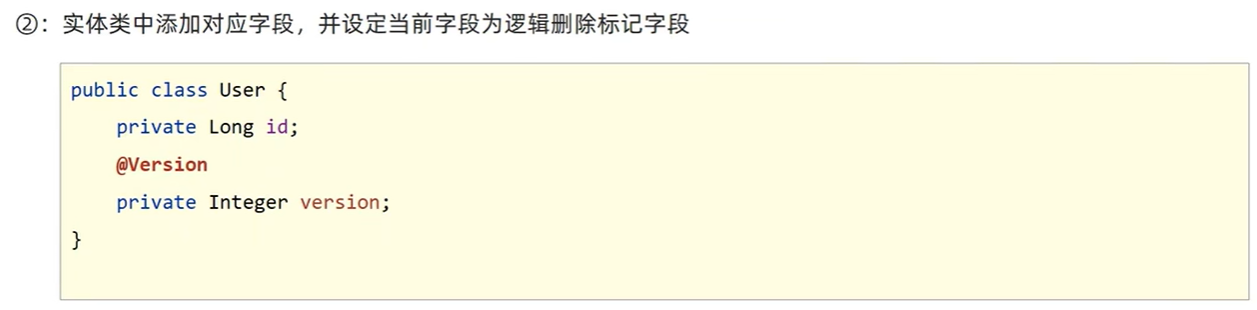 ②：实体类中添加对应字段，并设定当前字段为逻辑删除标记字段
public class User {
    private Long id;
    @Version
    private Integer version;
}